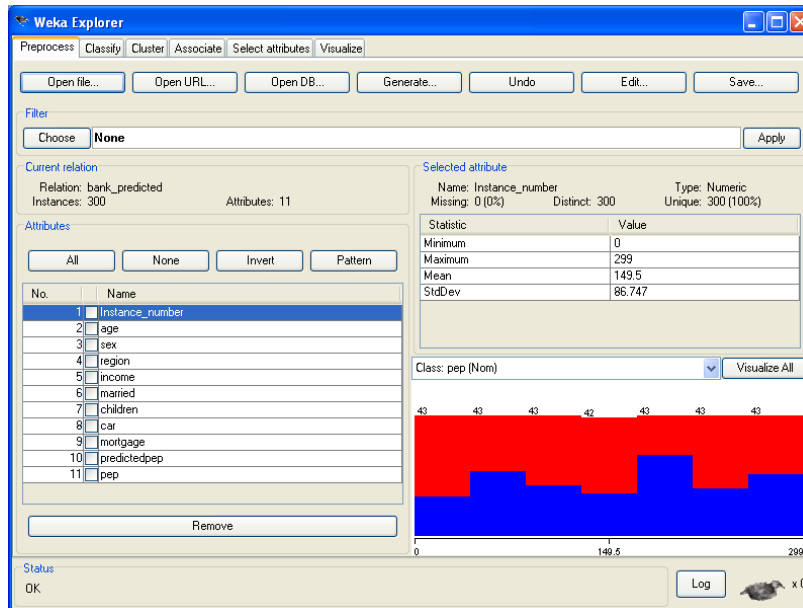 Weka Explorer
Preprocess Classify Cluster Associate Select attributes Visualize
Open file... Open URL... Open DB... Generate... Undo Edit... Save...
Filter
Choose None Apply
Current relation
Relation: bank_predicted
Instances: 300 Attributes: 11
Selected attribute
Name: Instance_number Type: Numeric
Missing: 0 (0%) Distinct: 300 Unique: 300 (100%)
Attributes
All None Invert Pattern
No. Name
1 Instance_number
2 age
3 sex
4 region
5 income
6 married
7 children
8 car
9 mortgage
10 predictedpep
11 pep
Remove
Statistic Value
Minimum 0
Maximum 299
Mean 149.5
StdDev 86.747
Class: pep (Nom) Visualize All
43 43 43 42 43 43 43
0 149.5 299
Status
OK
Log x 0